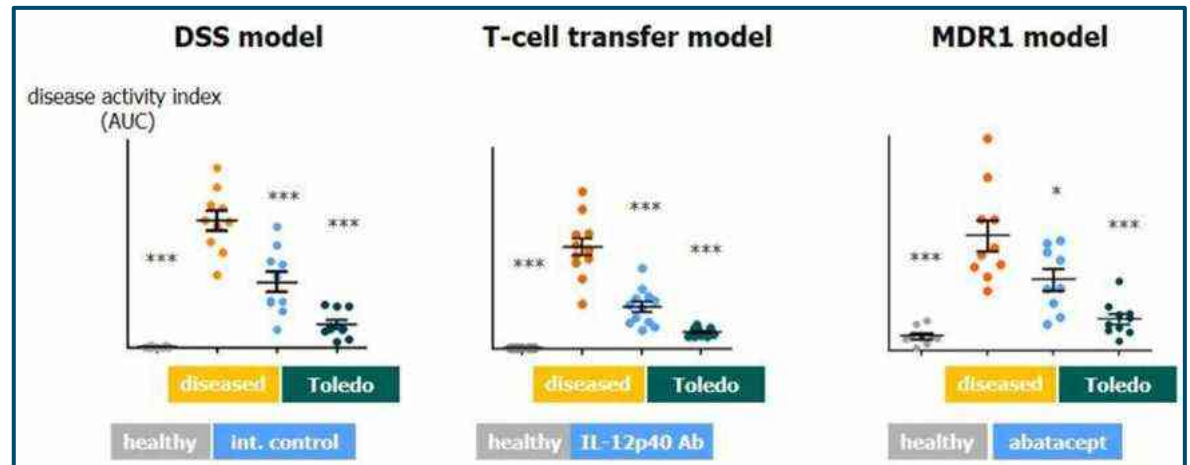 DSS model
T-cell transfer model
MDR1 model
disease activity index
(AUC)
***
***
***
***
***
***
***
*
***
diseased
Toledo
diseased
Toledo
diseased
Toledo
healthy
int. control
healthy
IL-12p40 Ab
healthy
abatacept